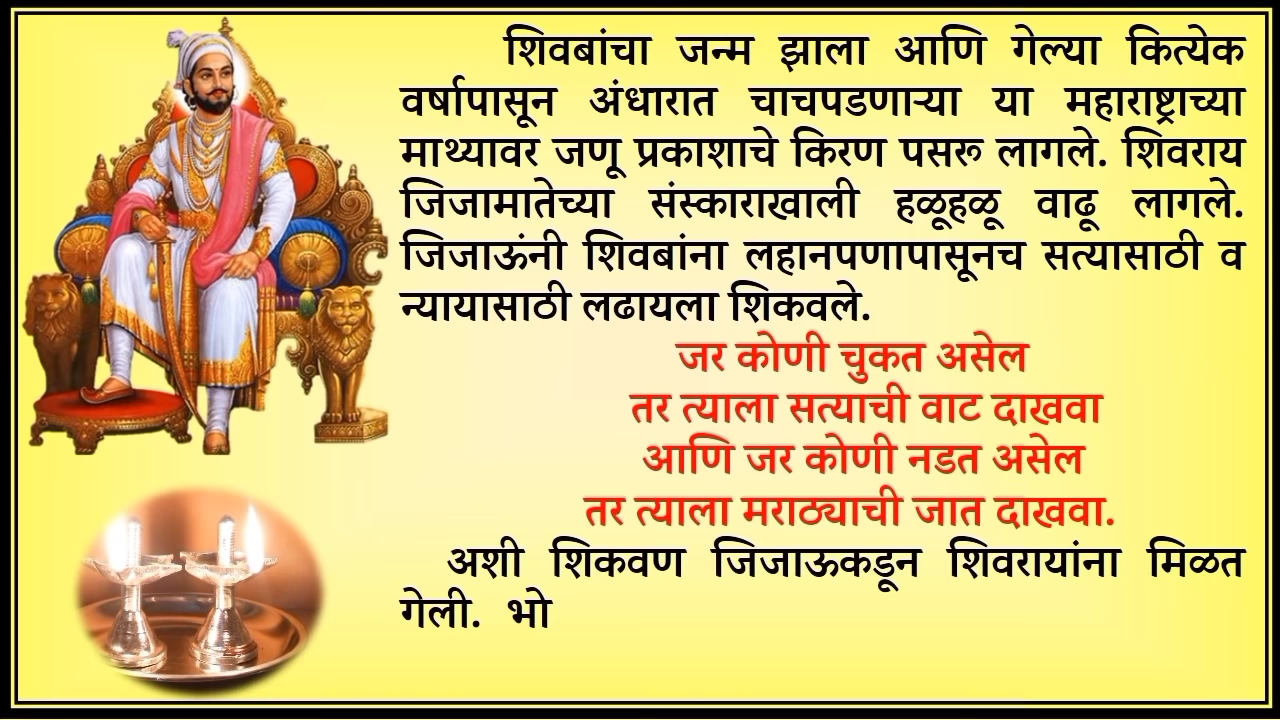 शिवबांचा जन्म झाला आणि गेल्या कित्येक
वर्षापासून अंधारात चाचपडणाऱ्या या महाराष्ट्राच्या
माथ्यावर जणू प्रकाशाचे किरण पसरू लागले. शिवराय
जिजामातेच्या संस्काराखाली हळूहळू वाढू लागले.
जिजाऊंनी शिवबांना लहानपणापासूनच सत्यासाठी व
न्यायासाठी लढायला शिकवले.
जर कोणी चुकत असेल
तर त्याला सत्याची वाट दाखवा
आणि जर कोणी नडत असेल
तर त्याला मराठ्याची जात दाखवा.
अशी शिकवण जिजाऊकडून शिवरायांना मिळत
गेली. भो